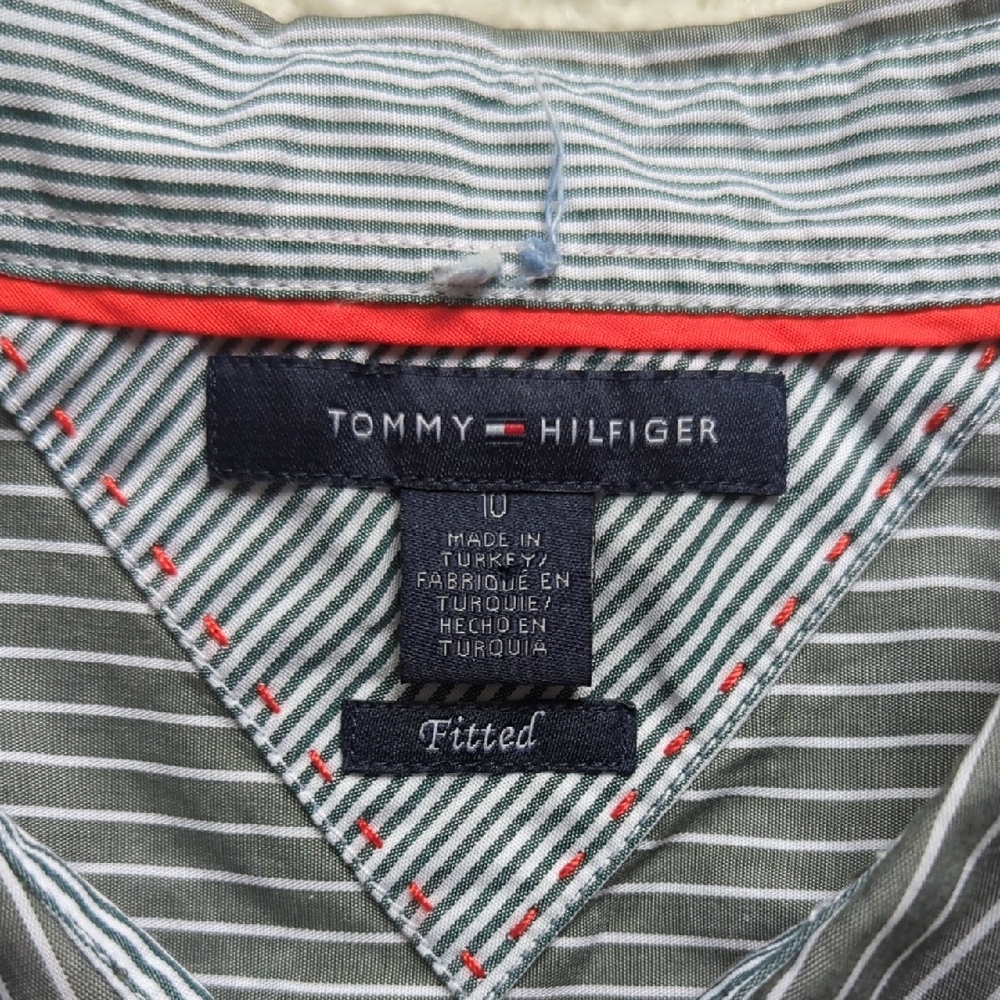 TOMMY HILFIGER
10
MADE IN
TURKEY/
FABRIQUÉ EN
TURQUIE/
HECHO EN
TURQUIA
Fitted